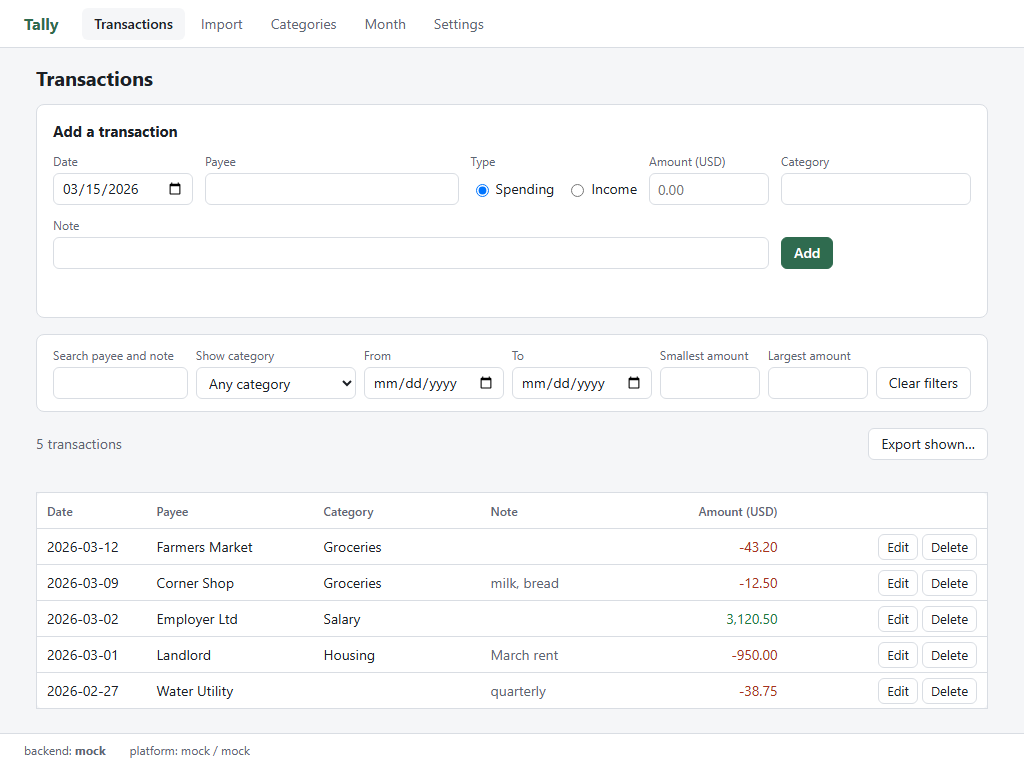 Tally Transactions Import Categories Month Settings
Transactions
Add a transaction
Date Payee Type Amount (USD) Category
03/15/2026 Spending Income 0.00
Note
Add
Search payee and note Show category From To Smallest amount Largest amount
Any category mm/dd/yyyy mm/dd/yyyy Clear filters
5 transactions Export shown...
Date Payee Category Note Amount (USD)
2026-03-12 Farmers Market Groceries -43.20 Edit Delete
2026-03-09 Corner Shop Groceries milk, bread -12.50 Edit Delete
2026-03-02 Employer Ltd Salary 3,120.50 Edit Delete
2026-03-01 Landlord Housing March rent -950.00 Edit Delete
2026-02-27 Water Utility quarterly -38.75 Edit Delete
backend: mock platform: mock / mock